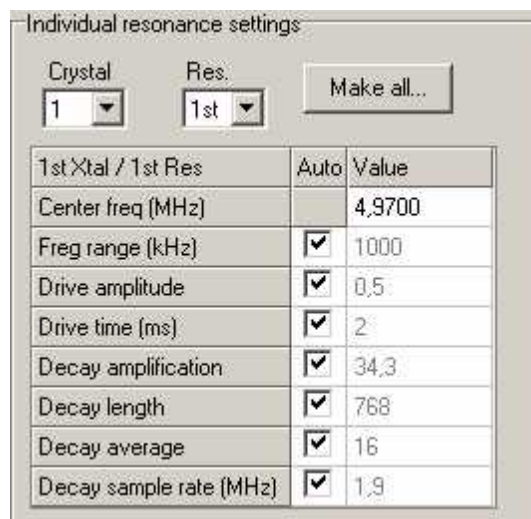 Individual resonance settings
Crystal Res.
1 1st Make all...
1st Xtal / 1st Res Auto Value
Center freq (MHz) 4,9700
Freg range (kHz) 1000
Drive amplitude 0,5
Drive time (ms) 2
Decay amplification 34,3
Decay length 768
Decay average 16
Decay sample rate (MHz) 1,9